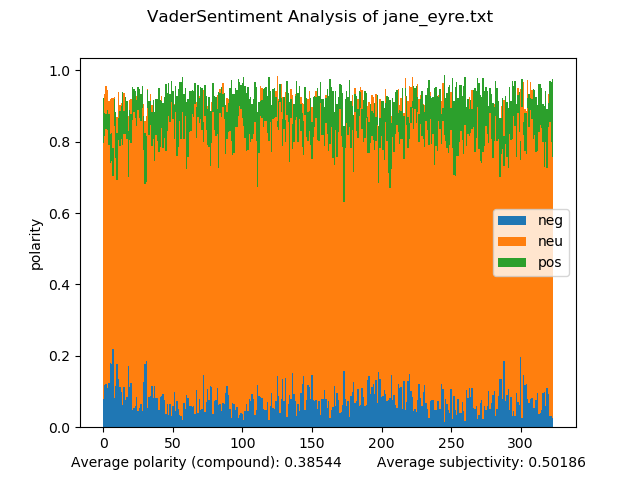 VaderSentiment Analysis of jane_eyre.txt
1.0
0.8
0.6
0.4
0.2
0.0
polarity
neg
neu
pos
0 50 100 150 200 250 300
Average polarity (compound): 0.38544 Average subjectivity: 0.50186